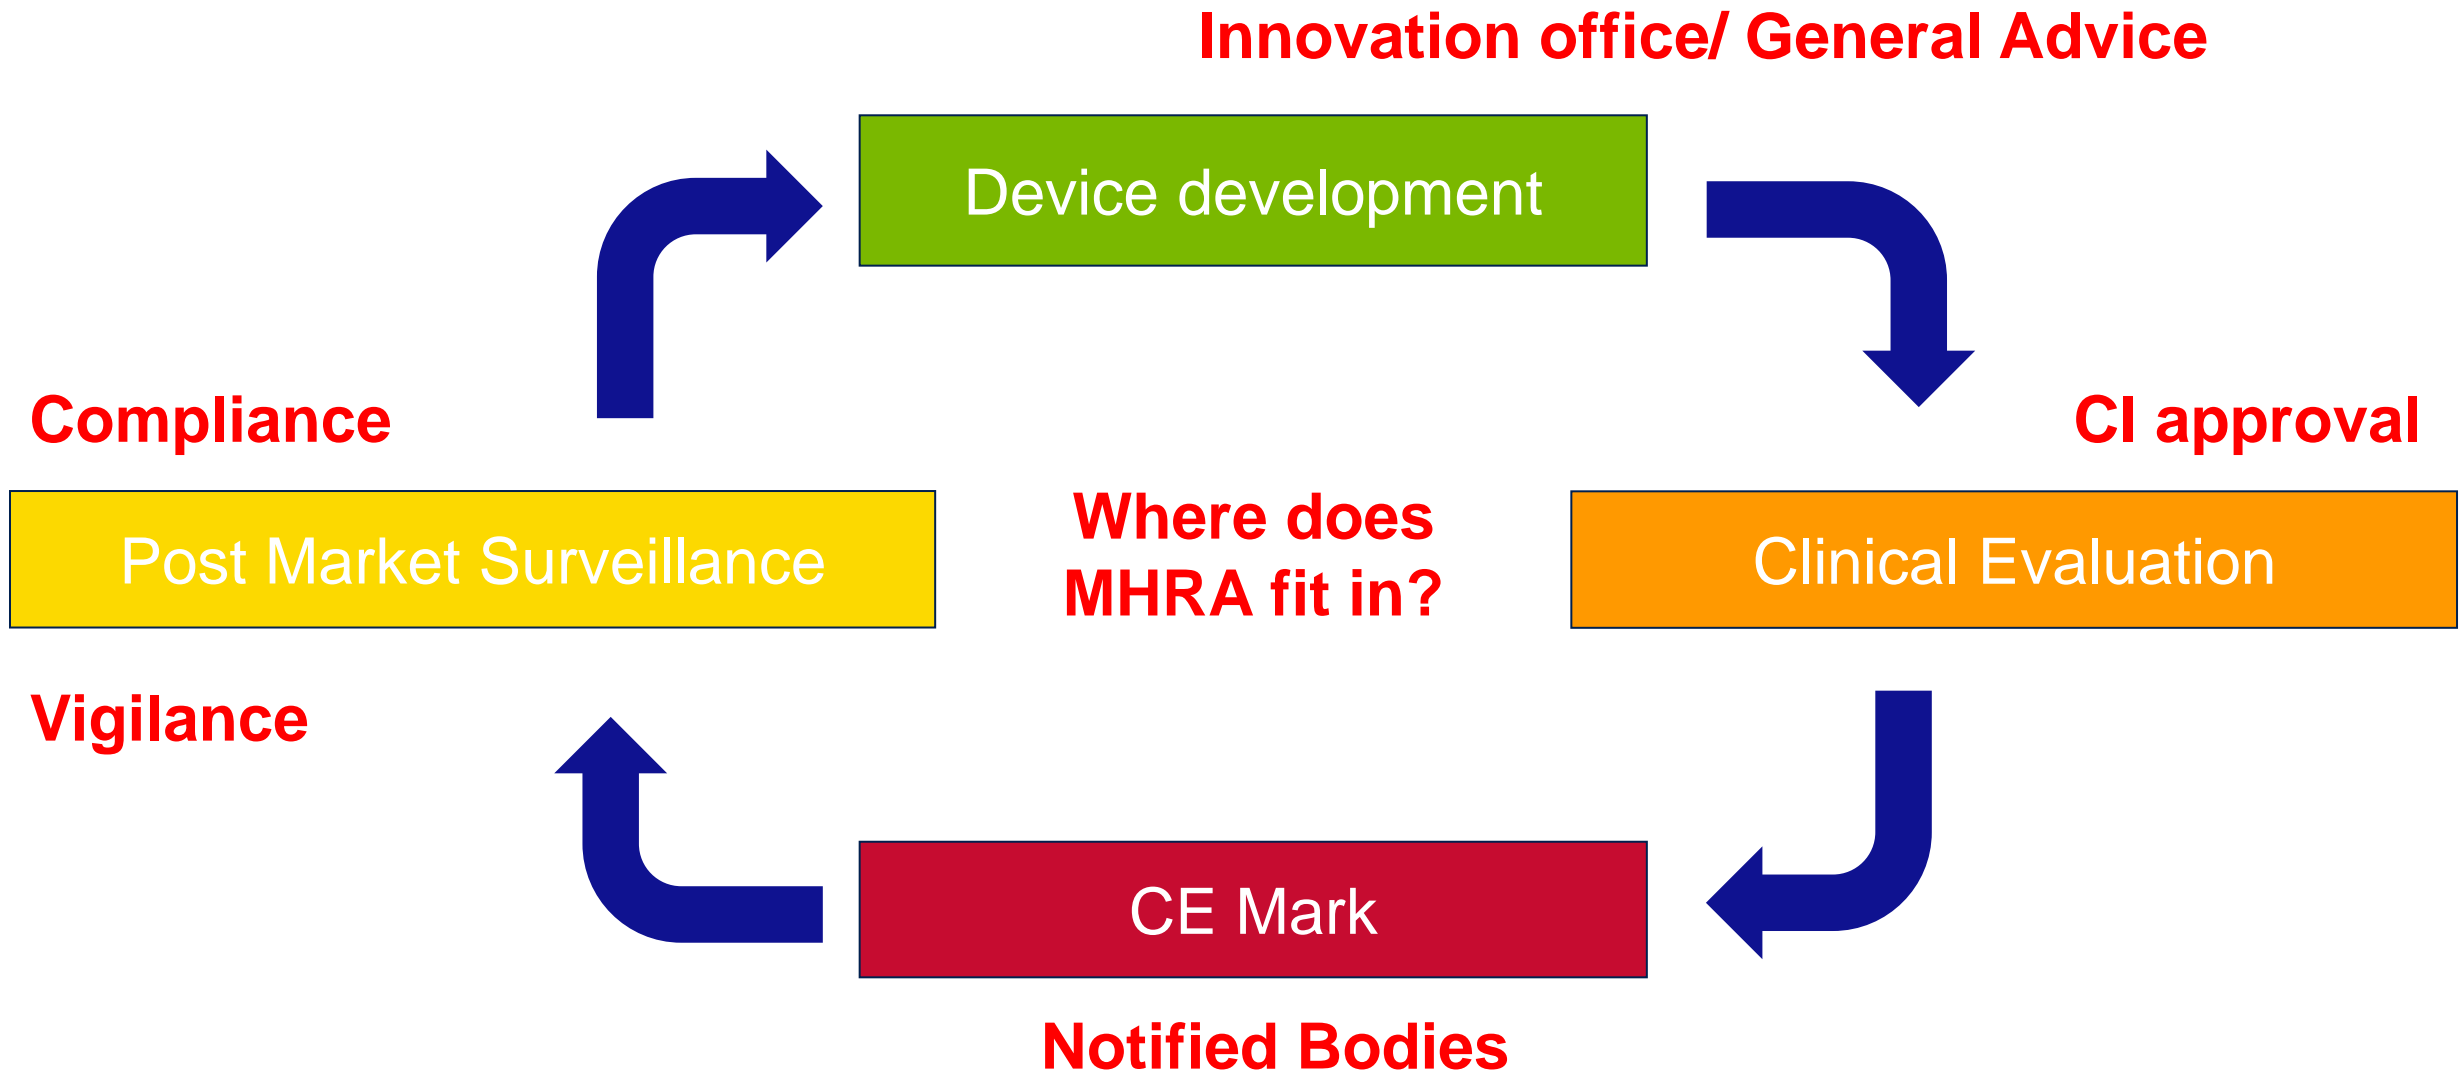 Innovation office/ General Advice
Device development
Compliance
CI approval
Post Market Surveillance
Where does
MHRA fit in?
Clinical Evaluation
Vigilance
CE Mark
Notified Bodies